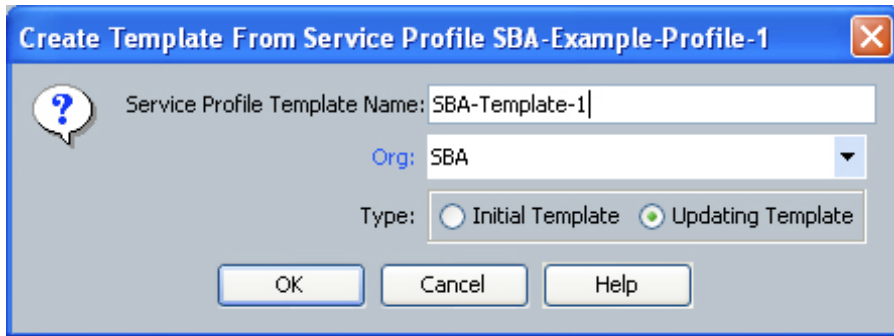 Create Template From Service Profile SBA-Example-Profile-1
Service Profile Template Name: SBA-Template-1
Org: SBA
Type: Initial Template Updating Template
OK Cancel Help